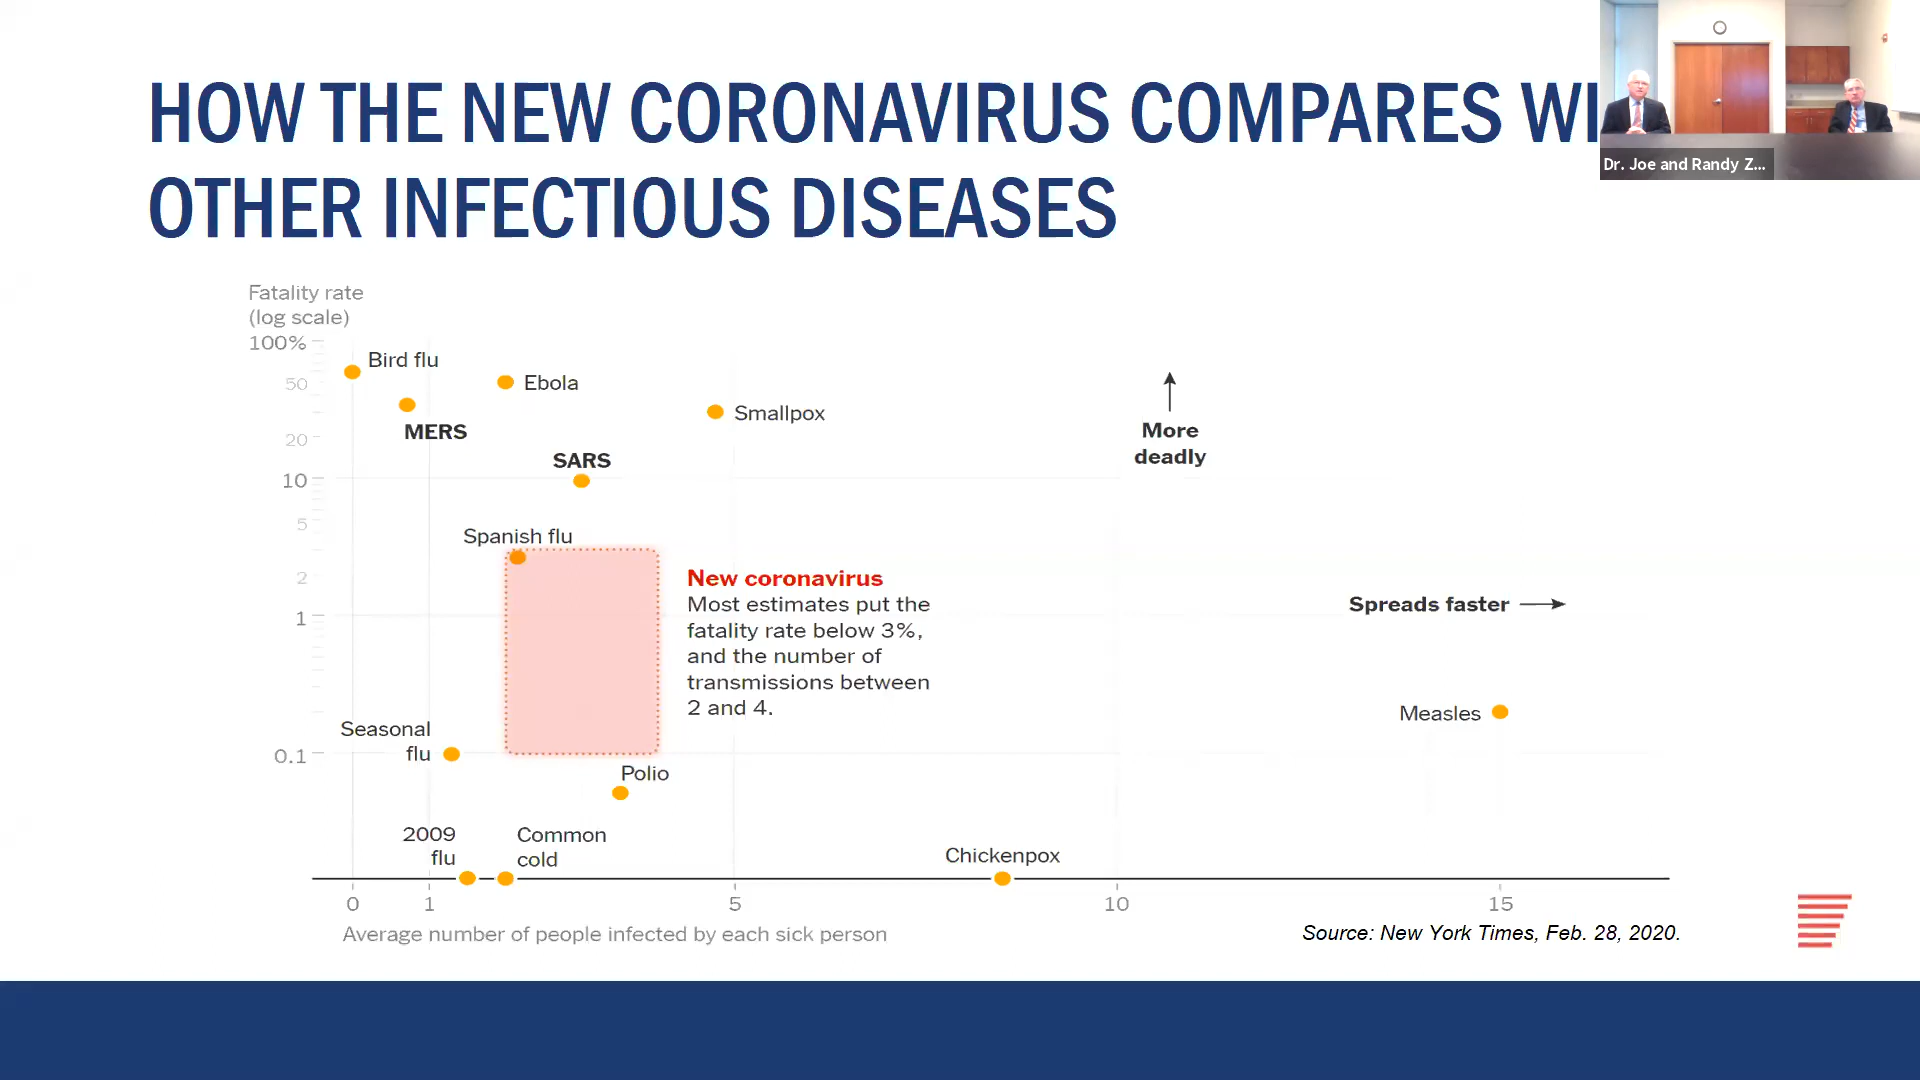 HOW THE NEW CORONAVIRUS COMPARES WI
OTHER INFECTIOUS DISEASES
Dr. Joe and Randy Z...
Fatality rate
(log scale)
100%
50
20
10
5
2
1
0.1
Bird flu
Ebola
MERS
Smallpox
SARS
More
deadly
Spanish flu
New coronavirus
Most estimates put the
fatality rate below 3%,
and the number of
transmissions between
2 and 4.
Spreads faster
Measles
Seasonal
flu
Polio
2009
flu
Common
cold
Chickenpox
0 1 5 10 15
Average number of people infected by each sick person
Source: New York Times, Feb. 28, 2020.